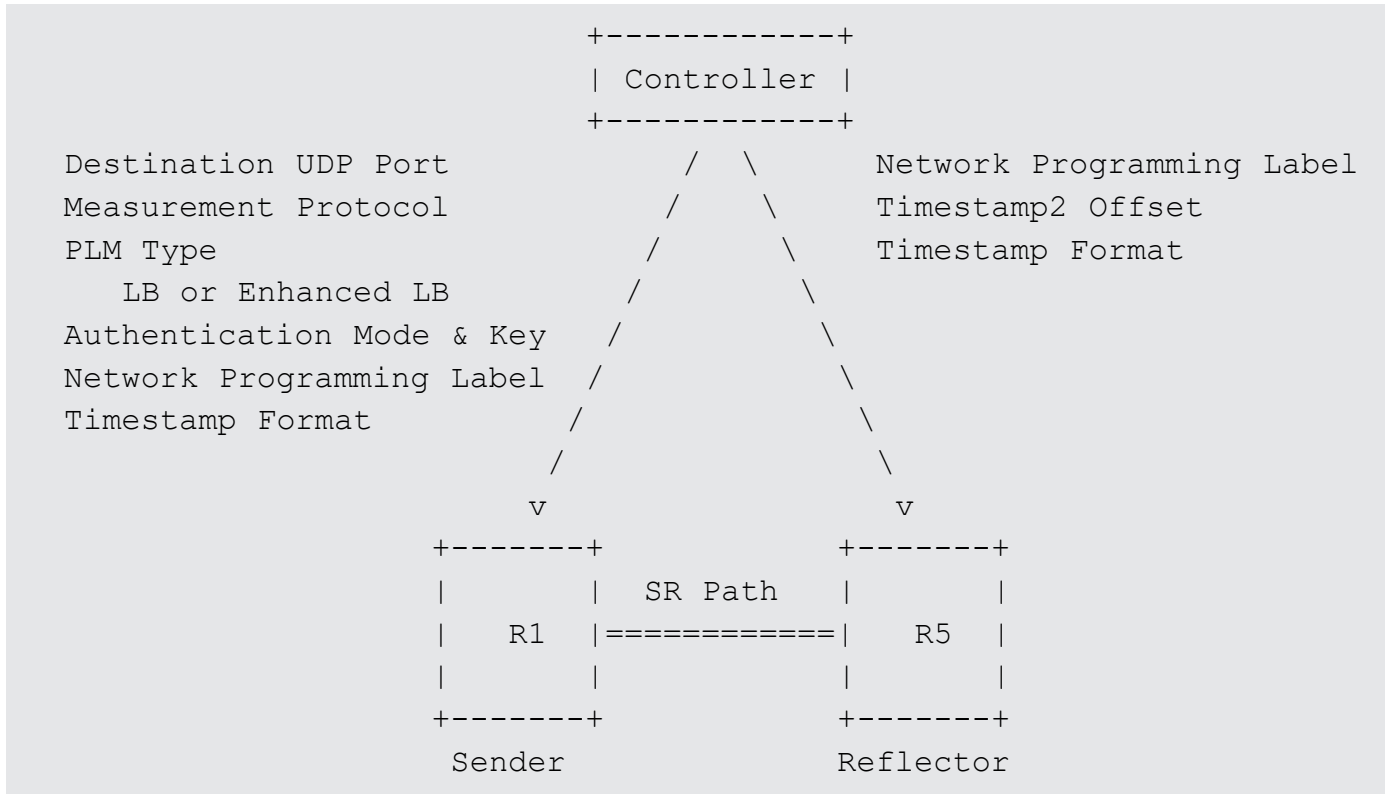 Controller
Destination UDP Port
Network Programming Label
Measurement Protocol
Timestamp2 Offset
PLM Type
Timestamp Format
LB or Enhanced LB
Authentication Mode & Key
Network Programming Label
Timestamp Format
v v
SR Path
R1
R5
Sender
Reflector